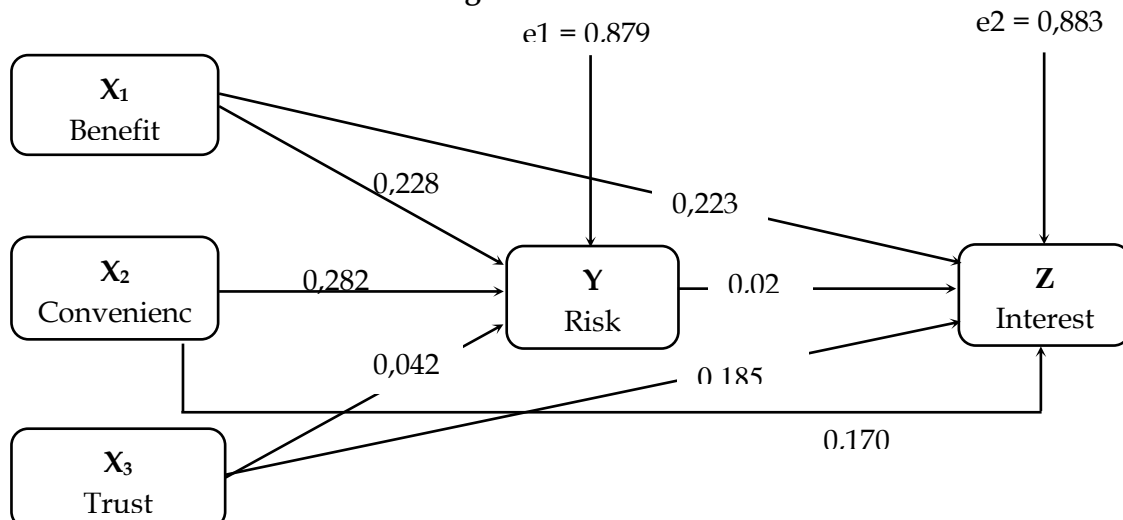 e1 = 0,879
e2 = 0,883
X₁
Benefit
0,228
0,223
X₂
Convenienc
0,282
Y
Risk
0.02
Z
Interest
0,042
0.185
0.170
X₃
Trust